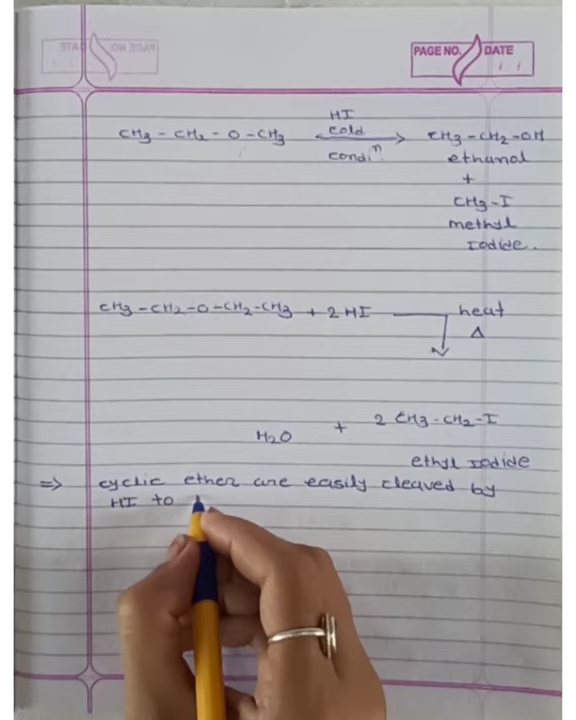 PAGE NO. DATE
HI
CH3 - CH2 - O - CH3 cold CH3 - CH2 - OH
condiⁿ ethanol
+
CH3 - I
methyl
Iodide.
CH3 - CH2 - O - CH2 - CH3 + 2 HI heat
Δ
H2O + 2 CH3 - CH2 - I
ethyl Iodide
⇒ cyclic ether are easily cleaved by
HI to